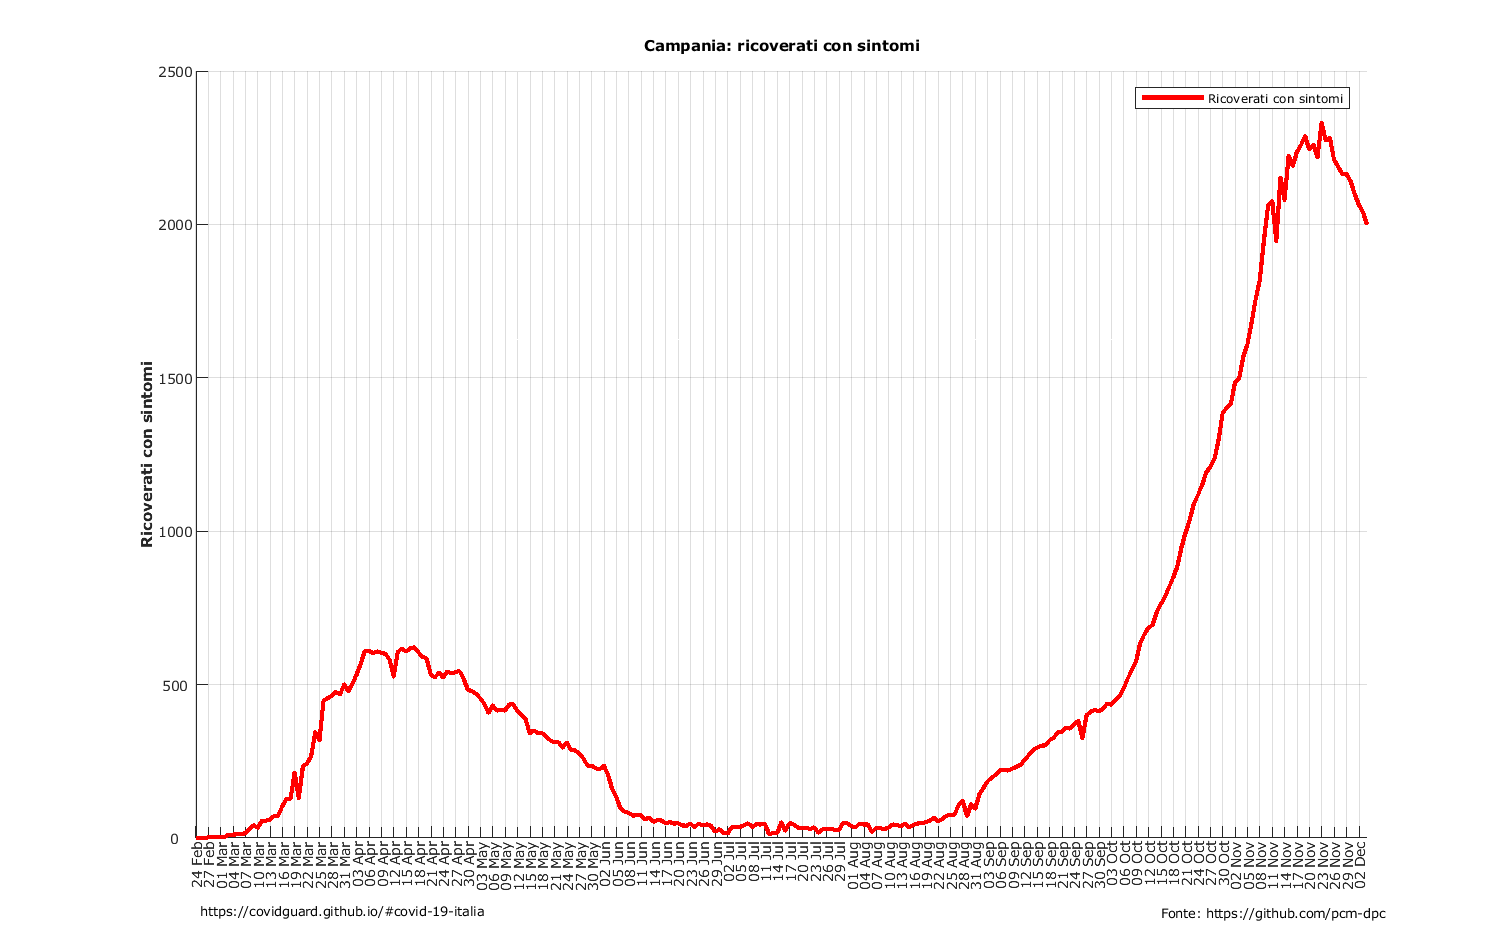 Campania: ricoverati con sintomi
Ricoverati con sintomi
Ricoverati con sintomi
2500
2000
1500
1000
500
0
24 Feb
27 Feb
01 Mar
04 Mar
07 Mar
10 Mar
13 Mar
16 Mar
19 Mar
22 Mar
25 Mar
28 Mar
31 Mar
03 Apr
06 Apr
09 Apr
12 Apr
15 Apr
18 Apr
21 Apr
24 Apr
27 Apr
30 Apr
03 May
06 May
09 May
12 May
15 May
18 May
21 May
24 May
27 May
30 May
02 Jun
05 Jun
08 Jun
11 Jun
14 Jun
17 Jun
20 Jun
23 Jun
26 Jun
29 Jun
02 Jul
05 Jul
08 Jul
11 Jul
14 Jul
17 Jul
20 Jul
23 Jul
26 Jul
29 Jul
01 Aug
04 Aug
07 Aug
10 Aug
13 Aug
16 Aug
19 Aug
22 Aug
25 Aug
28 Aug
31 Aug
03 Sep
06 Sep
09 Sep
12 Sep
15 Sep
18 Sep
21 Sep
24 Sep
27 Sep
30 Sep
03 Oct
06 Oct
09 Oct
12 Oct
15 Oct
18 Oct
21 Oct
24 Oct
27 Oct
30 Oct
02 Nov
05 Nov
08 Nov
11 Nov
14 Nov
17 Nov
20 Nov
23 Nov
26 Nov
29 Nov
02 Dec
https://covidguard.github.io/#covid-19-italia
Fonte: https://github.com/pcm-dpc